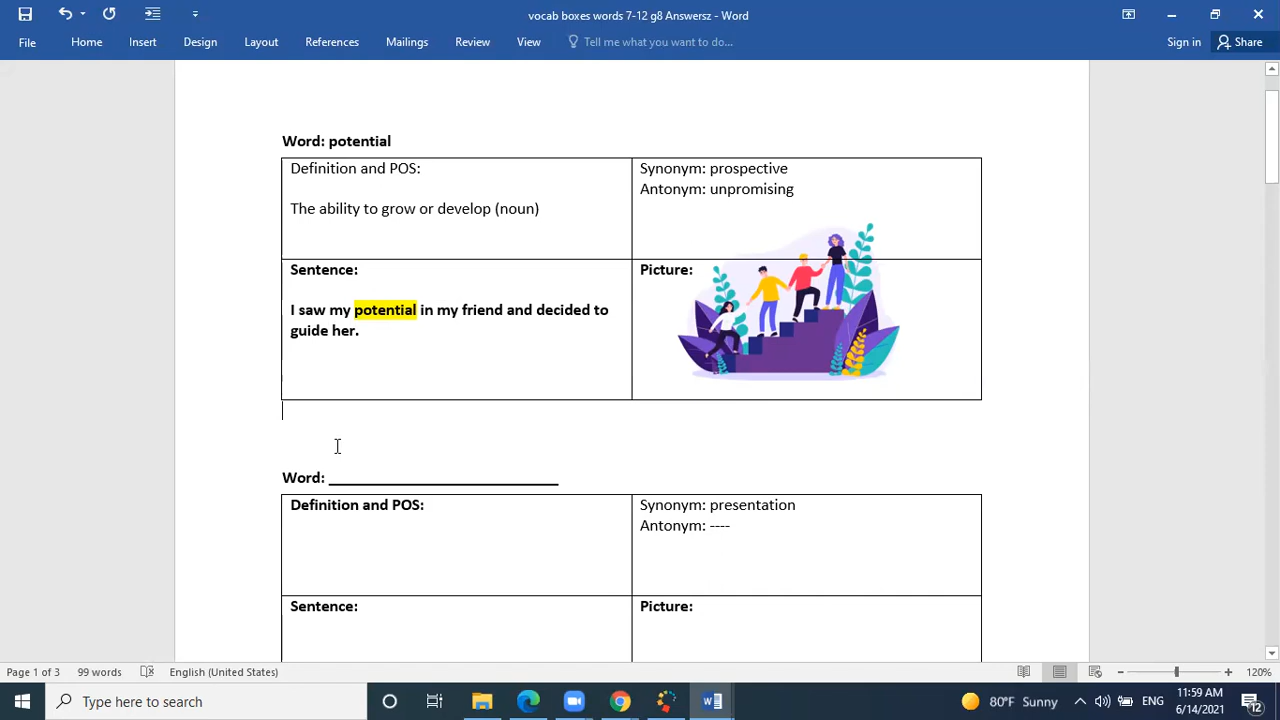 vocab boxes words 7-12 g8 Answersz - Word
File Home Insert Design Layout References Mailings Review View Tell me what you want to do... Sign in Share
Word: potential
Definition and POS:
The ability to grow or develop (noun)
Synonym: prospective
Antonym: unpromising
Sentence:
I saw my potential in my friend and decided to
guide her.
Picture:
Word: ____________________________
Definition and POS:
Synonym: presentation
Antonym: ----
Sentence:
Picture:
Page 1 of 3 99 words English (United States) 120%
Type here to search 80°F Sunny ENG 11:59 AM
6/14/2021 12